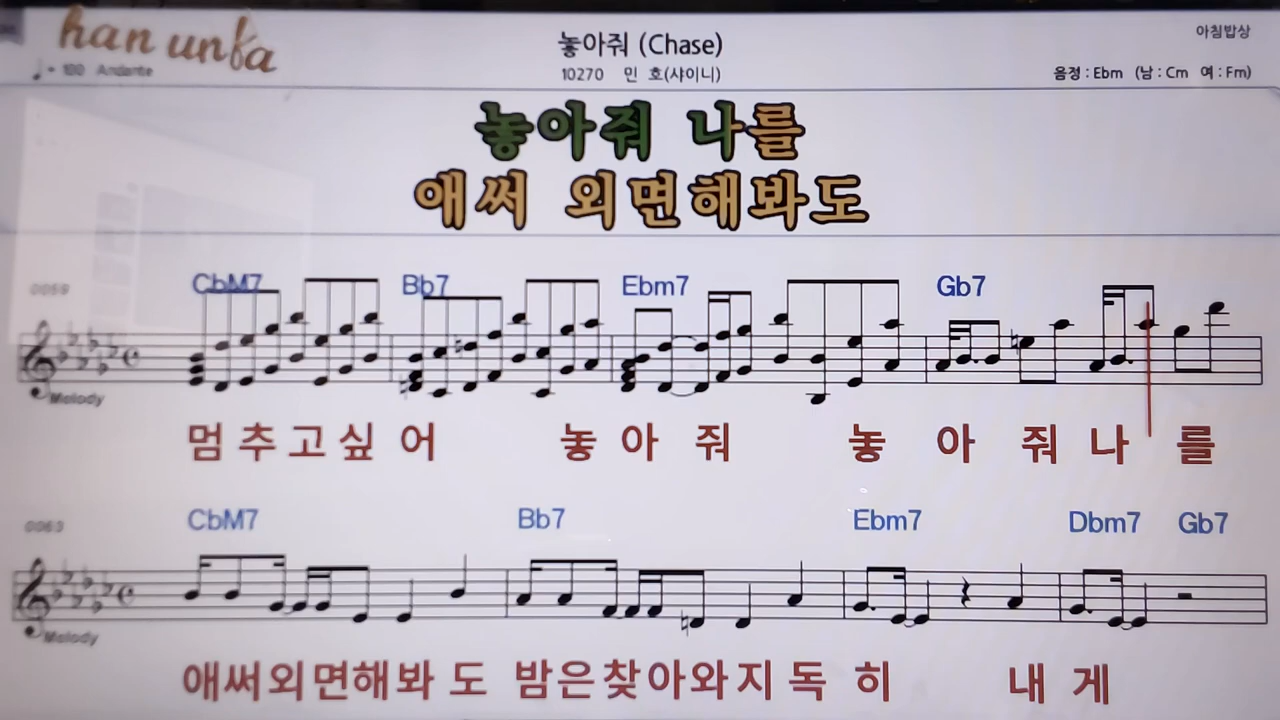 han unfa
놓아줘 (Chase)
아침밥상
♩= 100 Andante
10270 민 호(샤이니)
음정 : Ebm (남 : Cm 여 : Fm)
놓아줘 나를
애써 외면해봐도
0059
CbM7 Bb7 Ebm7 Gb7
Melody
멈 추 고 싶 어 놓 아 줘 놓 아 줘 나 를
0063
CbM7 Bb7 Ebm7 Dbm7 Gb7
Melody
애써외면해봐 도 밤은찾아와지 독 히 내 게